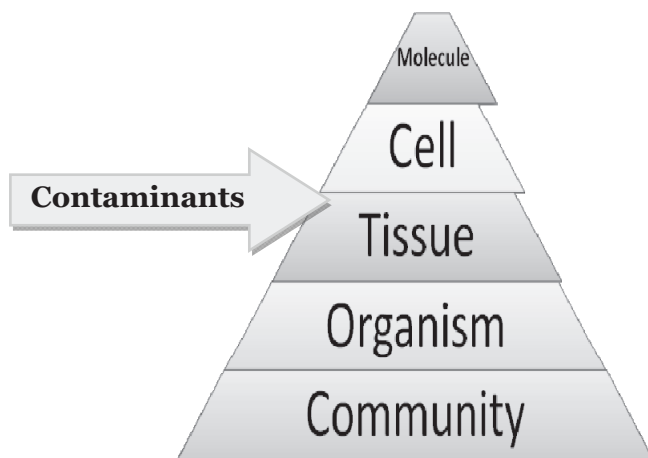 Molecule
Cell
Contaminants
Tissue
Organism
Community